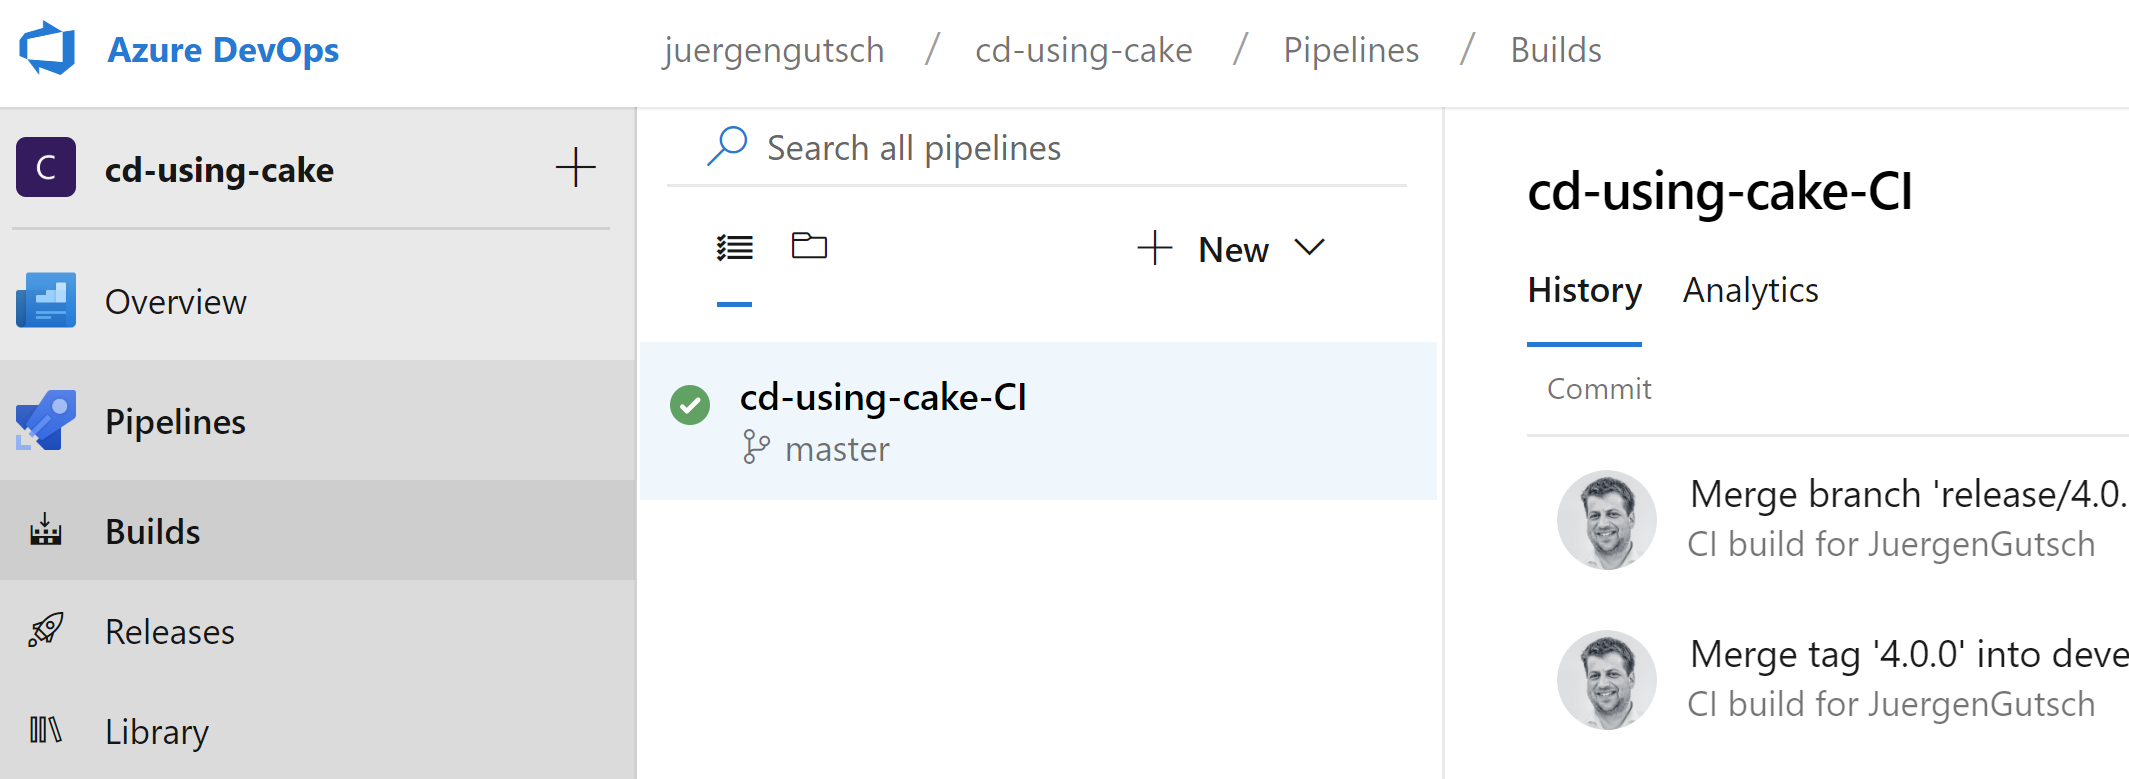 Azure DevOps
juergengutsch / cd-using-cake / Pipelines / Builds
C cd-using-cake
Overview
Pipelines
Builds
Releases
Library
Search all pipelines
New
cd-using-cake-CI
master
cd-using-cake-CI
History Analytics
Commit
Merge branch 'release/4.0.
CI build for JuergenGutsch
Merge tag '4.0.0' into deve
CI build for JuergenGutsch